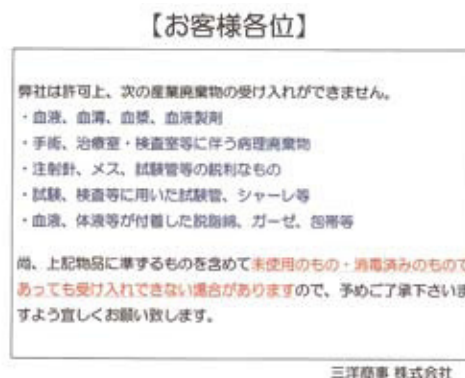 【お客様各位】
弊社は許可上、次の産業廃棄物の受け入れができません。
・血液、血清、血漿、血液製剤
・手術、治療室・検査室等に伴う病理廃棄物
・注射針、メス、試験管等の鋭利なもの
・試験、検査等に用いた試験管、シャーレ等
・血液、体液等が付着した脱脂綿、ガーゼ、包帯等
尚、上記物品に準ずるものを含めて未使用のもの・消毒済みのもので
あっても受け入れできない場合がありますので、予めご了承下さいま
すよう宜しくお願い致します。
三洋商事 株式会社